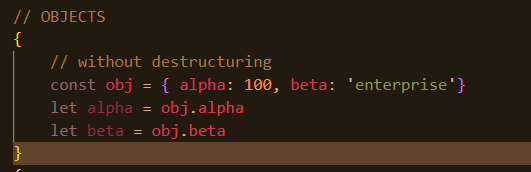 // OBJECTS
{
// without destructuring
const obj = { alpha: 100, beta: 'enterprise'}
let alpha = obj.alpha
let beta = obj.beta
}
{